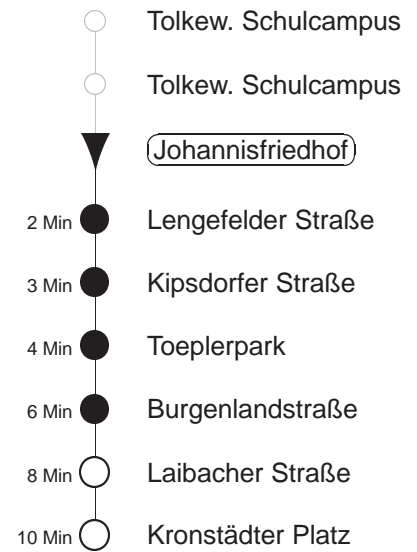 Tolkew. Schulcampus
Tolkew. Schulcampus
Johannisfriedhof
2 Min Lengefelder Straße
3 Min Kipsdorfer Straße
4 Min Toeplerpark
6 Min Burgenlandstraße
8 Min Laibacher Straße
10 Min Kronstädter Platz